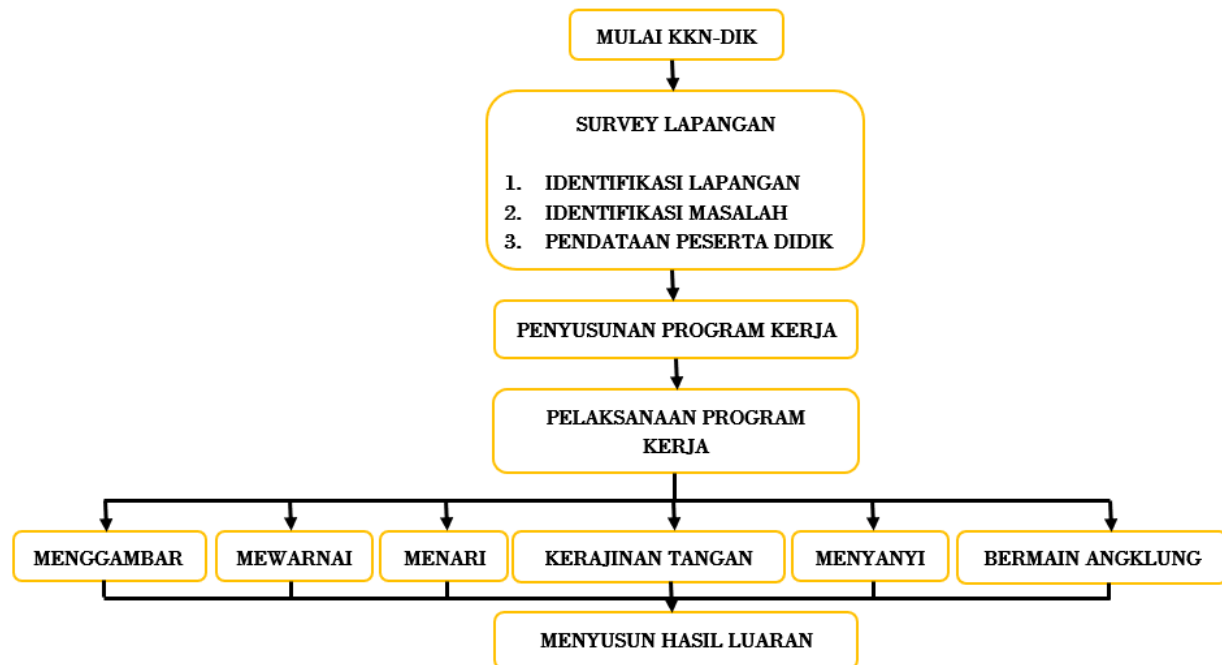 MULAI KKN-DIK
SURVEY LAPANGAN
1. IDENTIFIKASI LAPANGAN
2. IDENTIFIKASI MASALAH
3. PENDATAAN PESERTA DIDIK
PENYUSUNAN PROGRAM KERJA
PELAKSANAAN PROGRAM
KERJA
MENGGAMBAR
MEWARNAI
MENARI
KERAJINAN TANGAN
MENYANYI
BERMAIN ANGKLUNG
MENYUSUN HASIL LUARAN